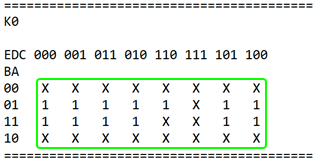 ==========================================
K0
EDC 000 001 011 010 110 111 101 100
BA
00 X X X X X X X X
01 1 1 1 1 1 X 1 1
11 1 1 1 1 X X 1 1
10 X X X X X X X X
==========================================